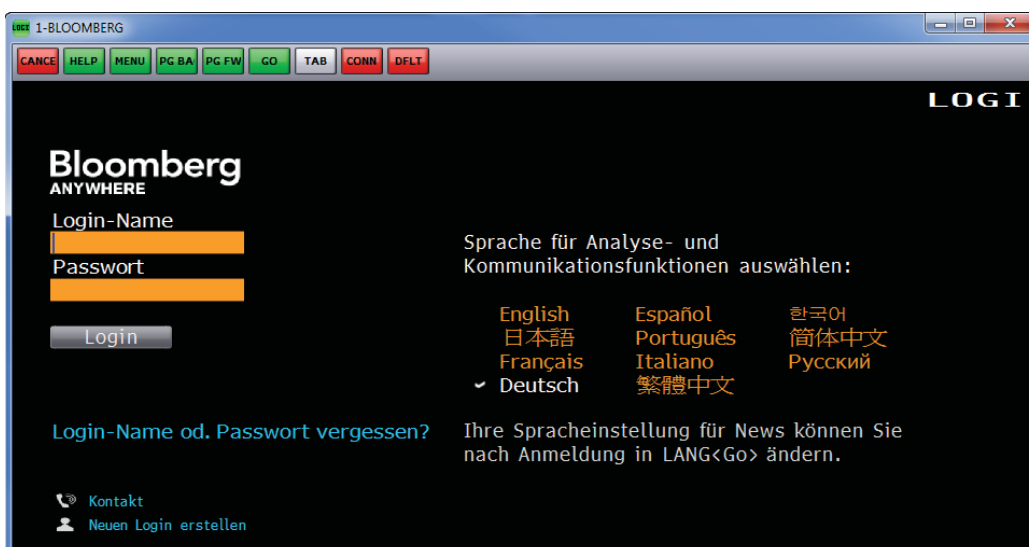 LOGI 1-BLOOMBERG
CANCE HELP MENU PG BA PG FW GO TAB CONN DFLT
LOGI
Bloomberg
ANYWHERE
Login-Name
Passwort
Login
Login-Name od. Passwort vergessen?
Kontakt
Neuen Login erstellen
Sprache für Analyse- und
Kommunikationsfunktionen auswählen:
English Español 한국어
日本語 Português 简体中文
Français Italiano Русский
Deutsch 繁體中文
Ihre Spracheinstellung für News können Sie
nach Anmeldung in LANG<Go> ändern.